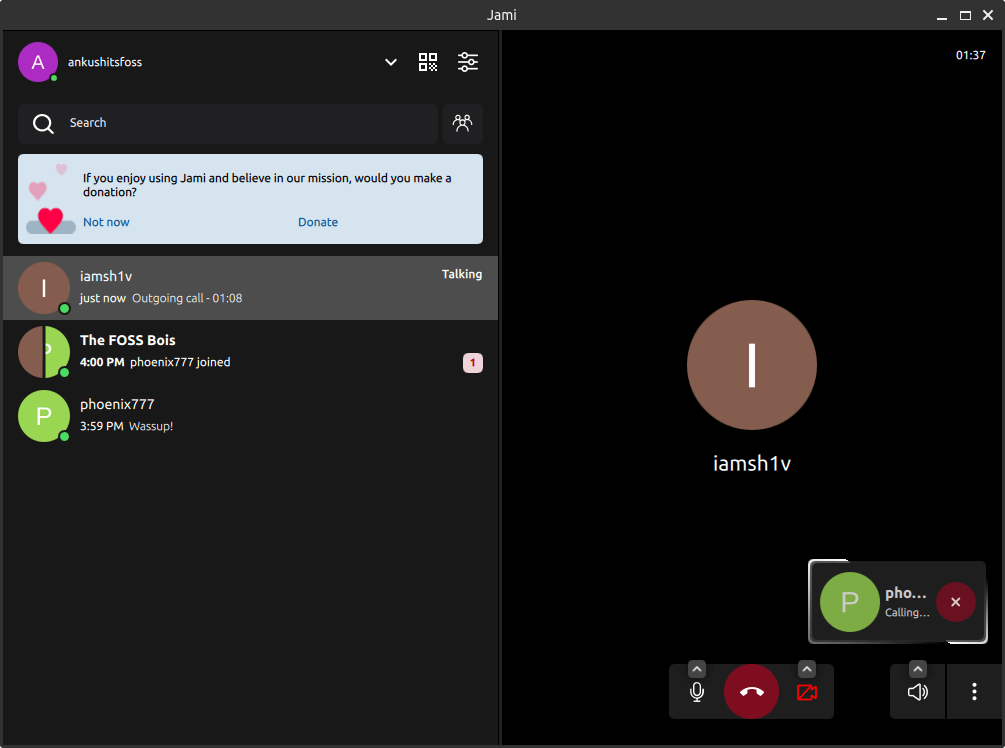 Jami
A
ankushitsfoss
Search
If you enjoy using Jami and believe in our mission, would you make a
donation?
Not now
Donate
I
iamsh1v
Talking
just now Outgoing call - 01:08
P
The FOSS Bois
4:00 PM phoenix777 joined
1
P
phoenix777
3:59 PM Wassup!
01:37
I
iamsh1v
P
pho...
Calling...